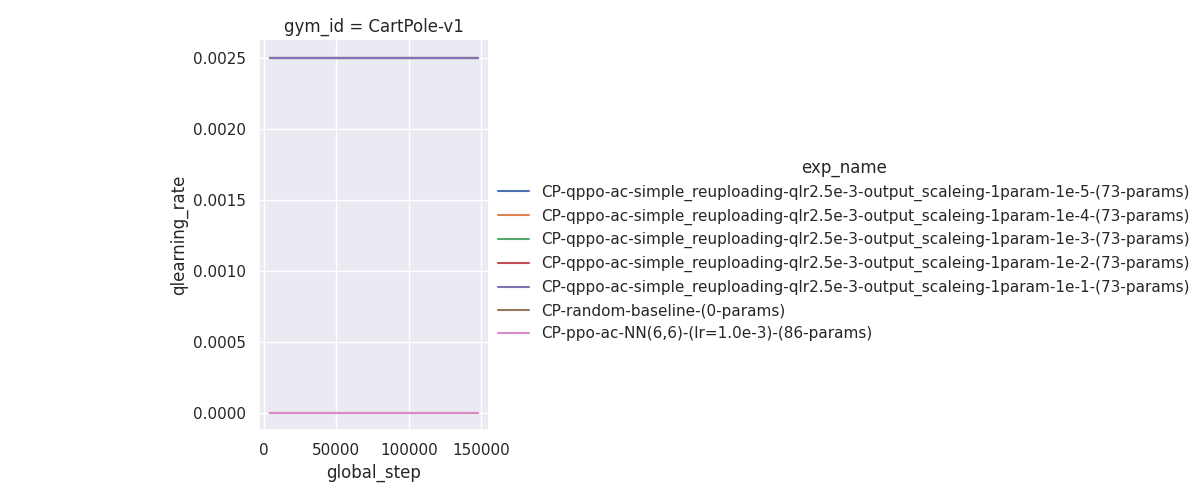 gym_id = CartPole-v1
0.0025
0.0020
0.0015
0.0010
0.0005
0.0000
qlearning_rate
0
50000
100000
150000
global_step
exp_name
CP-qppo-ac-simple_reuploading-qlr2.5e-3-output_scaleing-1param-1e-5-(73-params)
CP-qppo-ac-simple_reuploading-qlr2.5e-3-output_scaleing-1param-1e-4-(73-params)
CP-qppo-ac-simple_reuploading-qlr2.5e-3-output_scaleing-1param-1e-3-(73-params)
CP-qppo-ac-simple_reuploading-qlr2.5e-3-output_scaleing-1param-1e-2-(73-params)
CP-qppo-ac-simple_reuploading-qlr2.5e-3-output_scaleing-1param-1e-1-(73-params)
CP-random-baseline-(0-params)
CP-ppo-ac-NN(6,6)-(lr=1.0e-3)-(86-params)